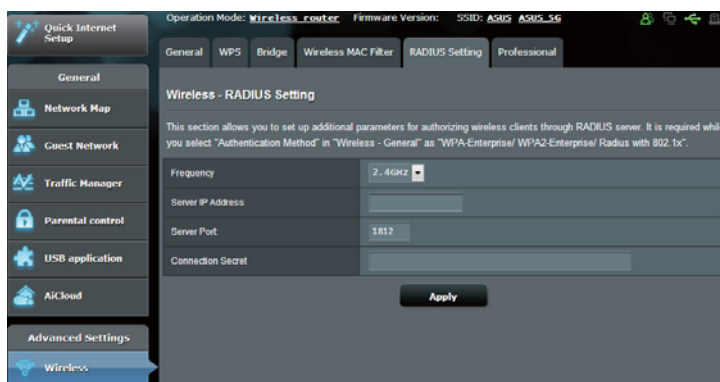 Quick Internet Setup
Operation Mode: Wireless router Firmware Version: SSID: ASUS ASUS_5G
General WPS Bridge Wireless MAC Filter RADIUS Setting Professional
General
Network Map
Guest Network
Traffic Manager
Parental control
USB application
AiCloud
Advanced Settings
Wireless
Wireless - RADIUS Setting
This section allows you to set up additional parameters for authorizing wireless clients through RADIUS server. It is required whil
you select "Authentication Method" in "Wireless - General" as "WPA-Enterprise/ WPA2-Enterprise/ Radius with 802.1x".
Frequency 2.4GHZ
Server IP Address
Server Port: 1812
Connection Secret
Apply